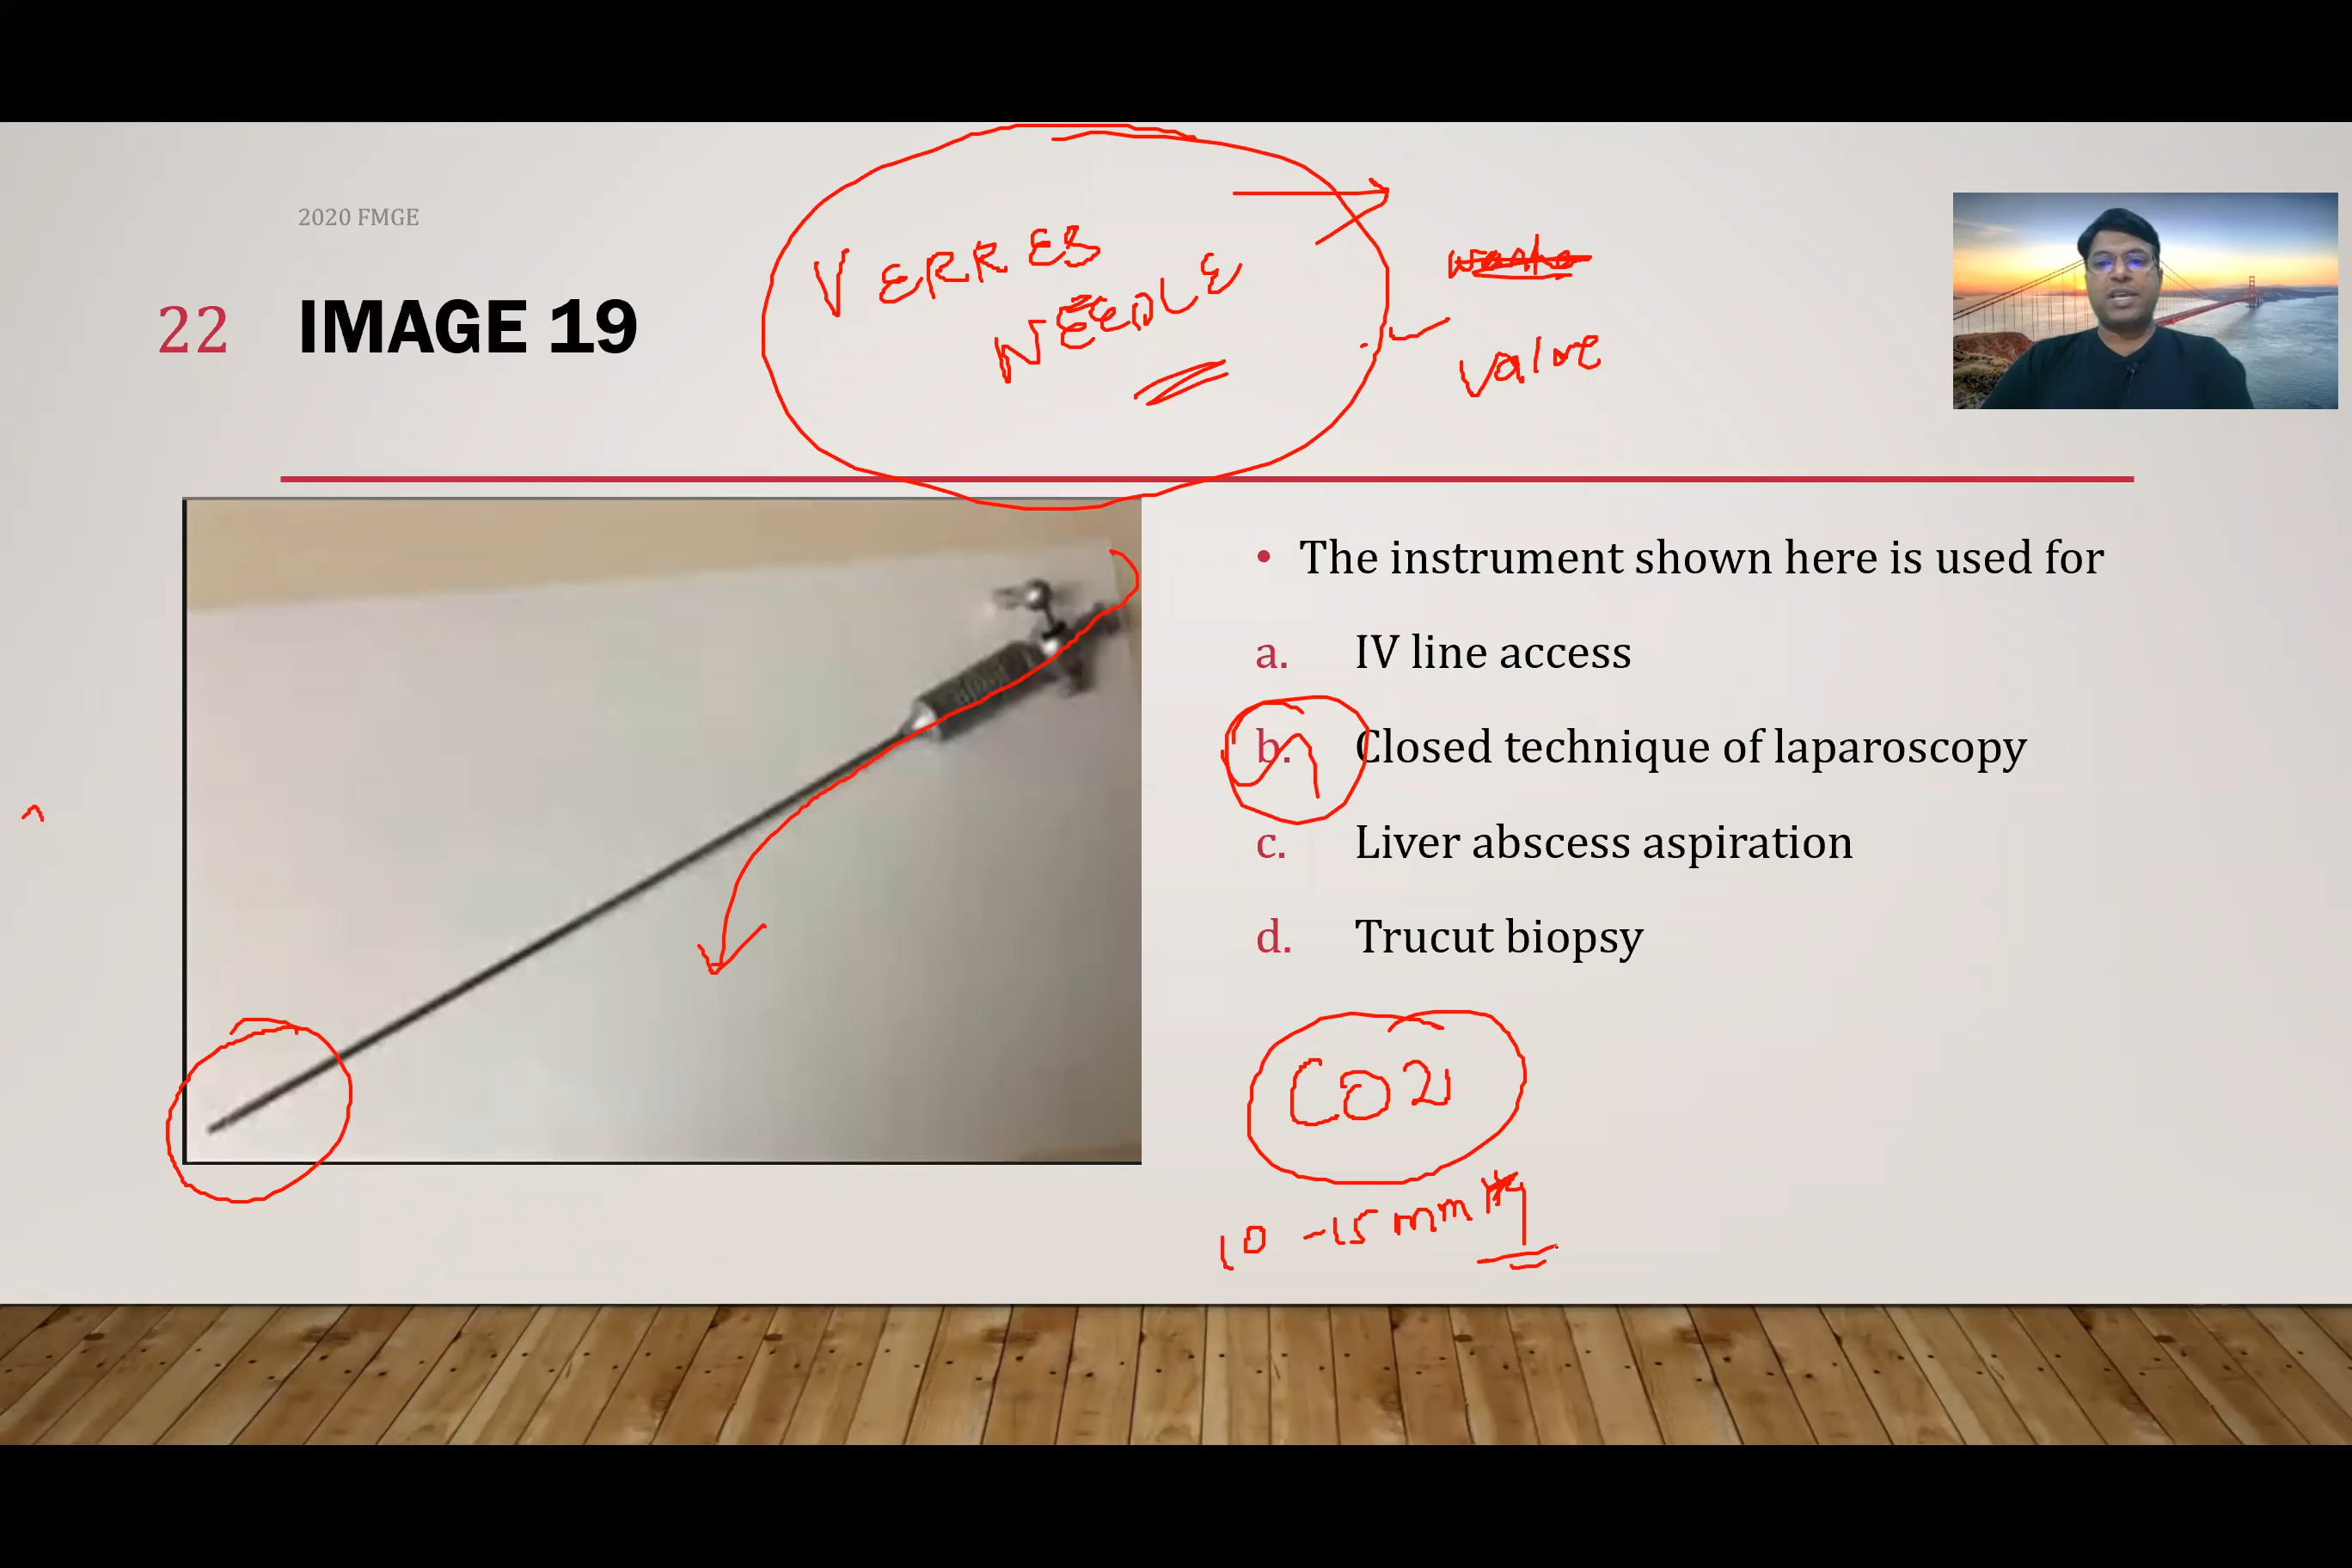 2020 FMGE
22 IMAGE 19
VERRES
NEEDLE
valve
• The instrument shown here is used for
a. IV line access
b. Closed technique of laparoscopy
c. Liver abscess aspiration
d. Trucut biopsy
CO2
10 -15 mm Hg